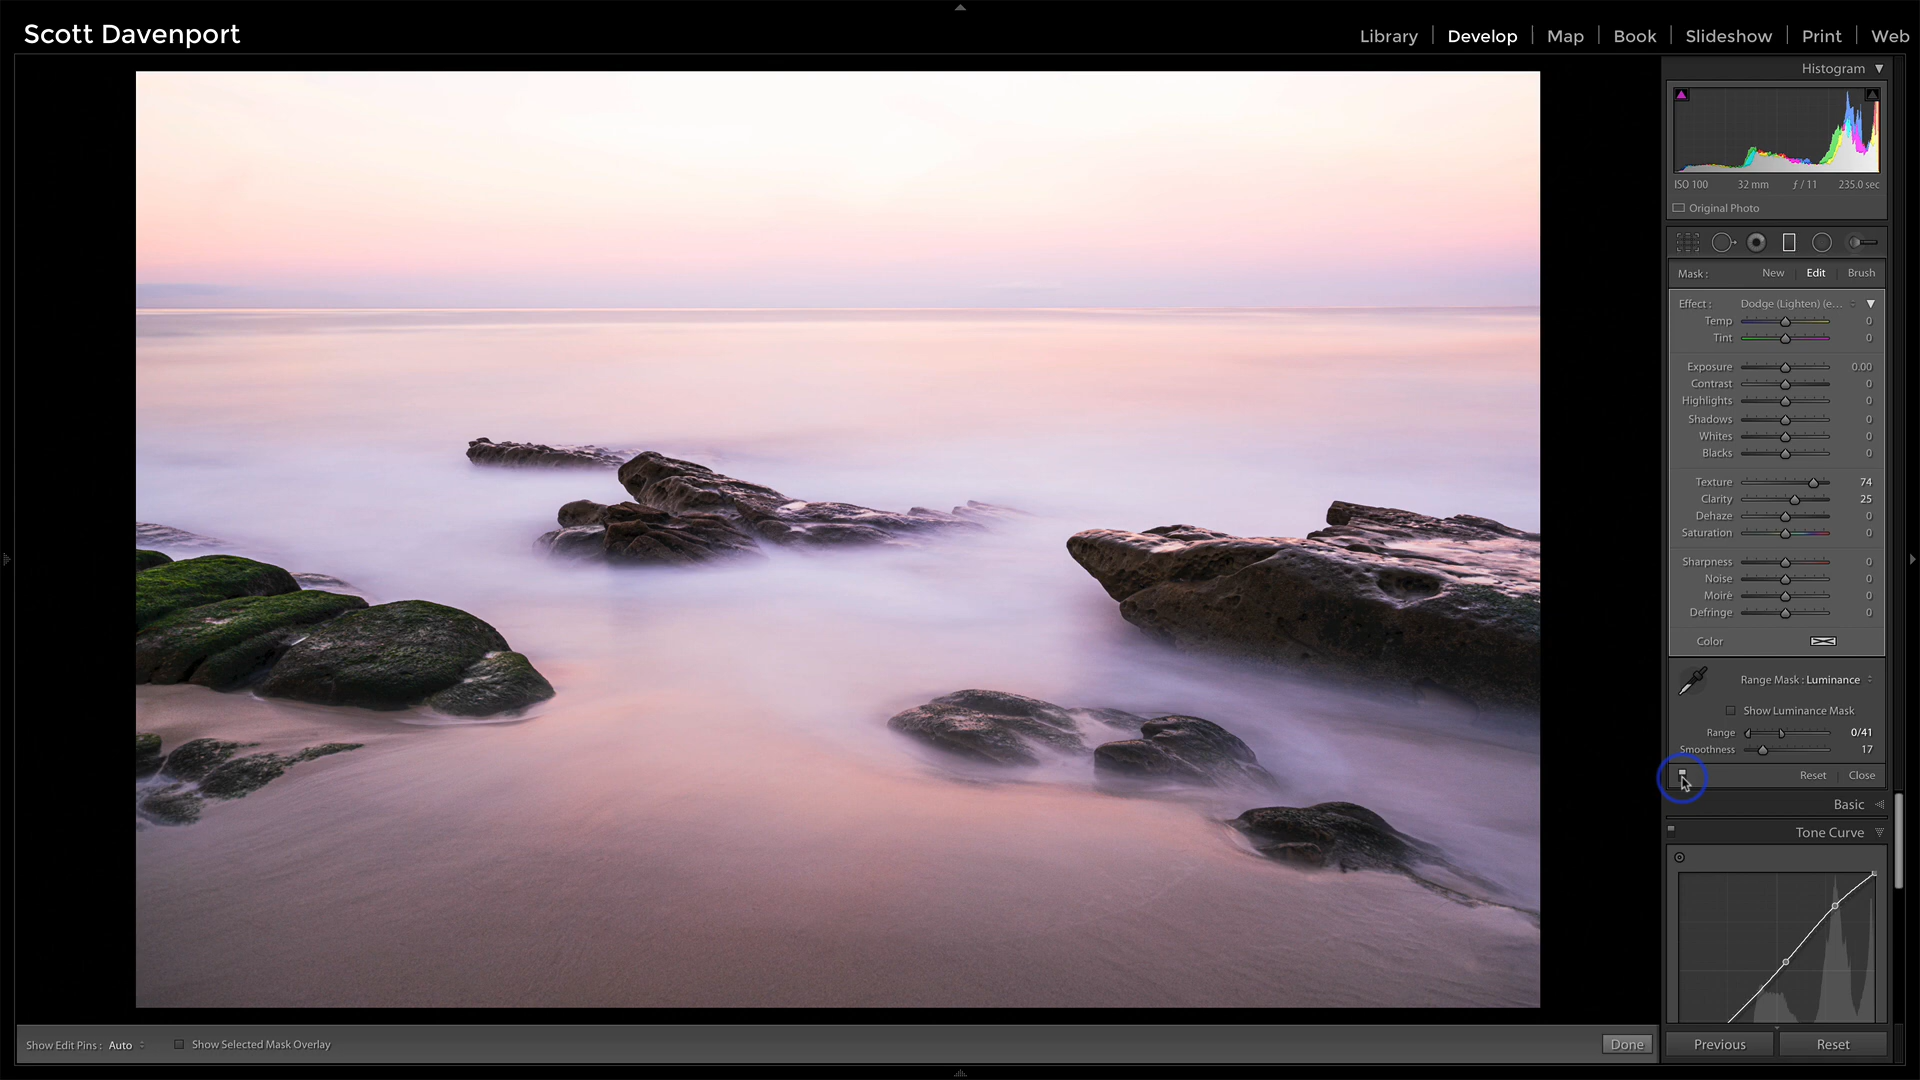 Scott Davenport
Library | Develop | Map | Book | Slideshow | Print | Web
Histogram
ISO 100 32 mm ƒ / 11 235.0 sec
Original Photo
Mask : New | Edit | Brush
Effect : Dodge (Lighten) (e...
Temp 0
Tint 0
Exposure 0.00
Contrast 0
Highlights 0
Shadows 0
Whites 0
Blacks 0
Texture 74
Clarity 25
Dehaze 0
Saturation 0
Sharpness 0
Noise 0
Moiré 0
Defringe 0
Color
Range Mask : Luminance
Show Luminance Mask
Range 0/41
Smoothness 17
Reset | Close
Basic
Tone Curve
Show Edit Pins : Auto Show Selected Mask Overlay Done
Previous Reset